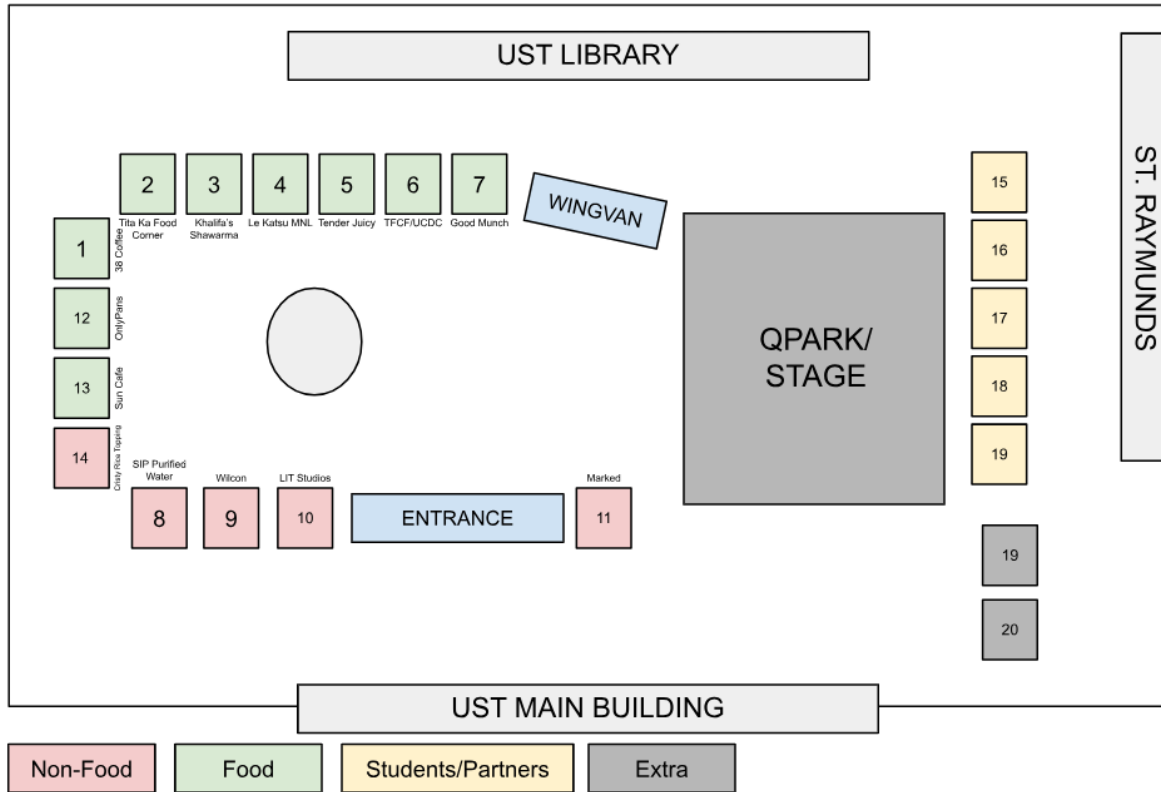 UST LIBRARY
ST. RAYMUNDS
2
3
4
5
6
7
Tita Ka Food
Corner
Khalifa's
Shawarma
Le Katsu MNL
Tender Juicy
TFCF/UCDC
Good Munch
WINGVAN
1
38 Coffee
12
OnlyPans
13
Sun Cafe
14
Cristy Rice Topping
QPARK/
STAGE
15
16
17
18
19
SIP Purified
Water
Wilcon
LIT Studios
Marked
8
9
10
ENTRANCE
11
19
20
UST MAIN BUILDING
Non-Food
Food
Students/Partners
Extra